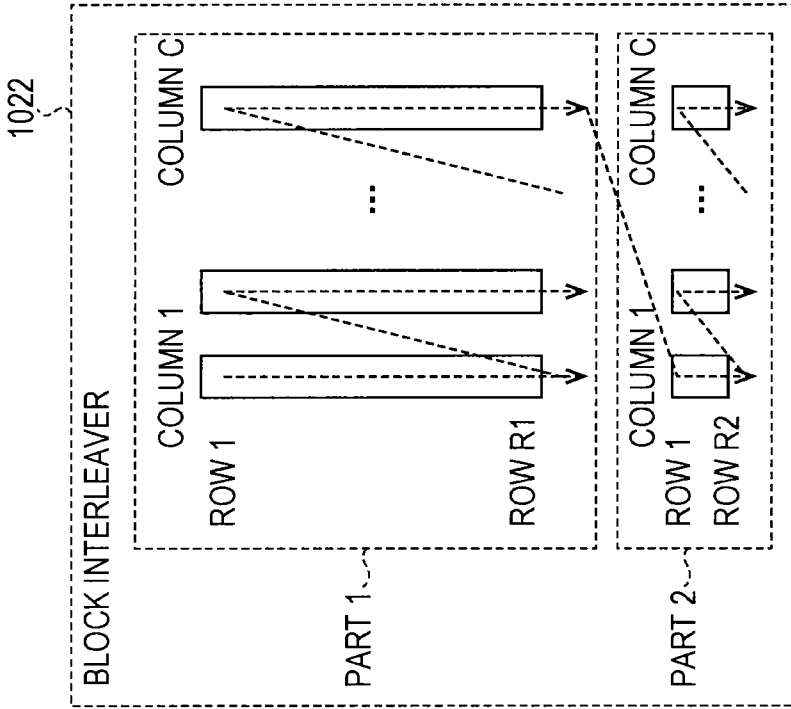 1022
BLOCK INTERLEAVER
COLUMN 1
COLUMN C
ROW 1
...
ROW R1
PART 1
COLUMN 1
COLUMN C
ROW 1
...
ROW R2
PART 2